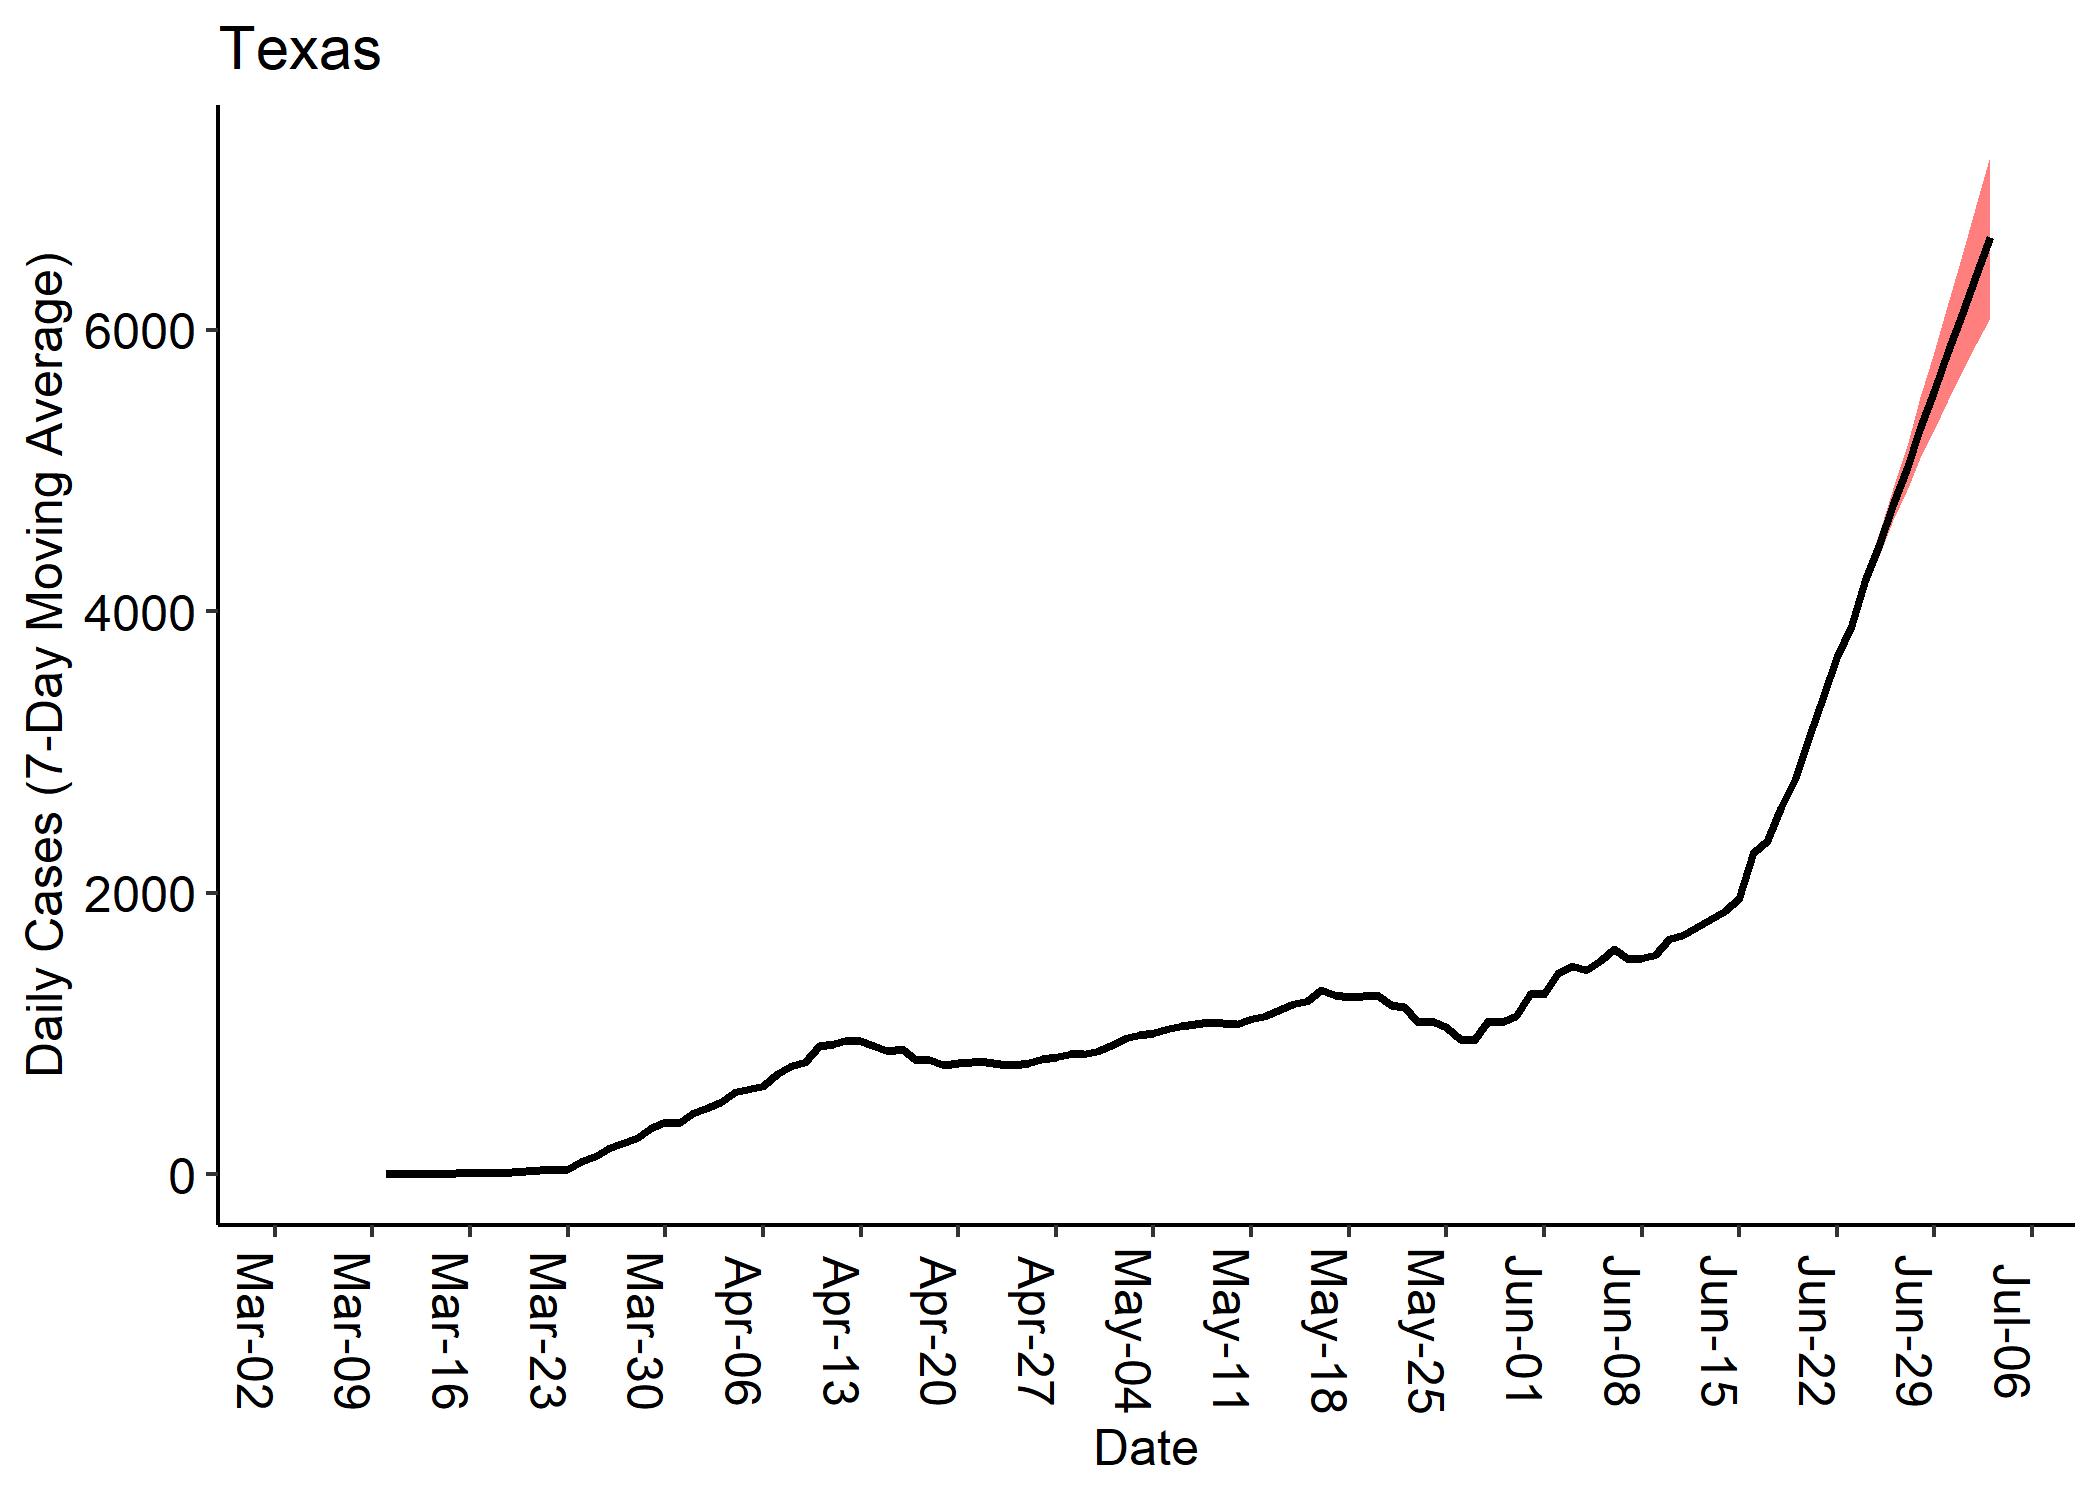 Texas
Daily Cases (7-Day Moving Average)
6000
4000
2000
0
Mar-02
Mar-09
Mar-16
Mar-23
Mar-30
Apr-06
Apr-13
Apr-20
Apr-27
May-04
May-11
May-18
May-25
Jun-01
Jun-08
Jun-15
Jun-22
Jun-29
Jul-06
Date